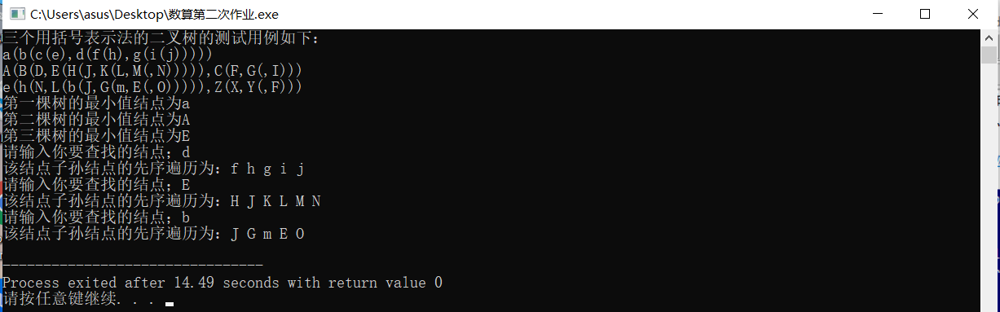 C:\Users\asus\Desktop\数算第二次作业.exe
三个用括号表示法的二叉树的测试用例如下：
a(b(c(e),d(f(h),g(i(j)))))
A(B(D,E(H(J,K(L,M(,N))))),C(F,G(,I)))
e(h(N,L(b(J,G(m,E(,O))))),Z(X,Y(,F)))
第一棵树的最小值结点为a
第二棵树的最小值结点为A
第三棵树的最小值结点为E
请输入你要查找的结点；d
该结点子孙结点的先序遍历为：f h g i j
请输入你要查找的结点；E
该结点子孙结点的先序遍历为：H J K L M N
请输入你要查找的结点；b
该结点子孙结点的先序遍历为：J G m E O
--------------------------------
Process exited after 14.49 seconds with return value 0
请按任意键继续. . .